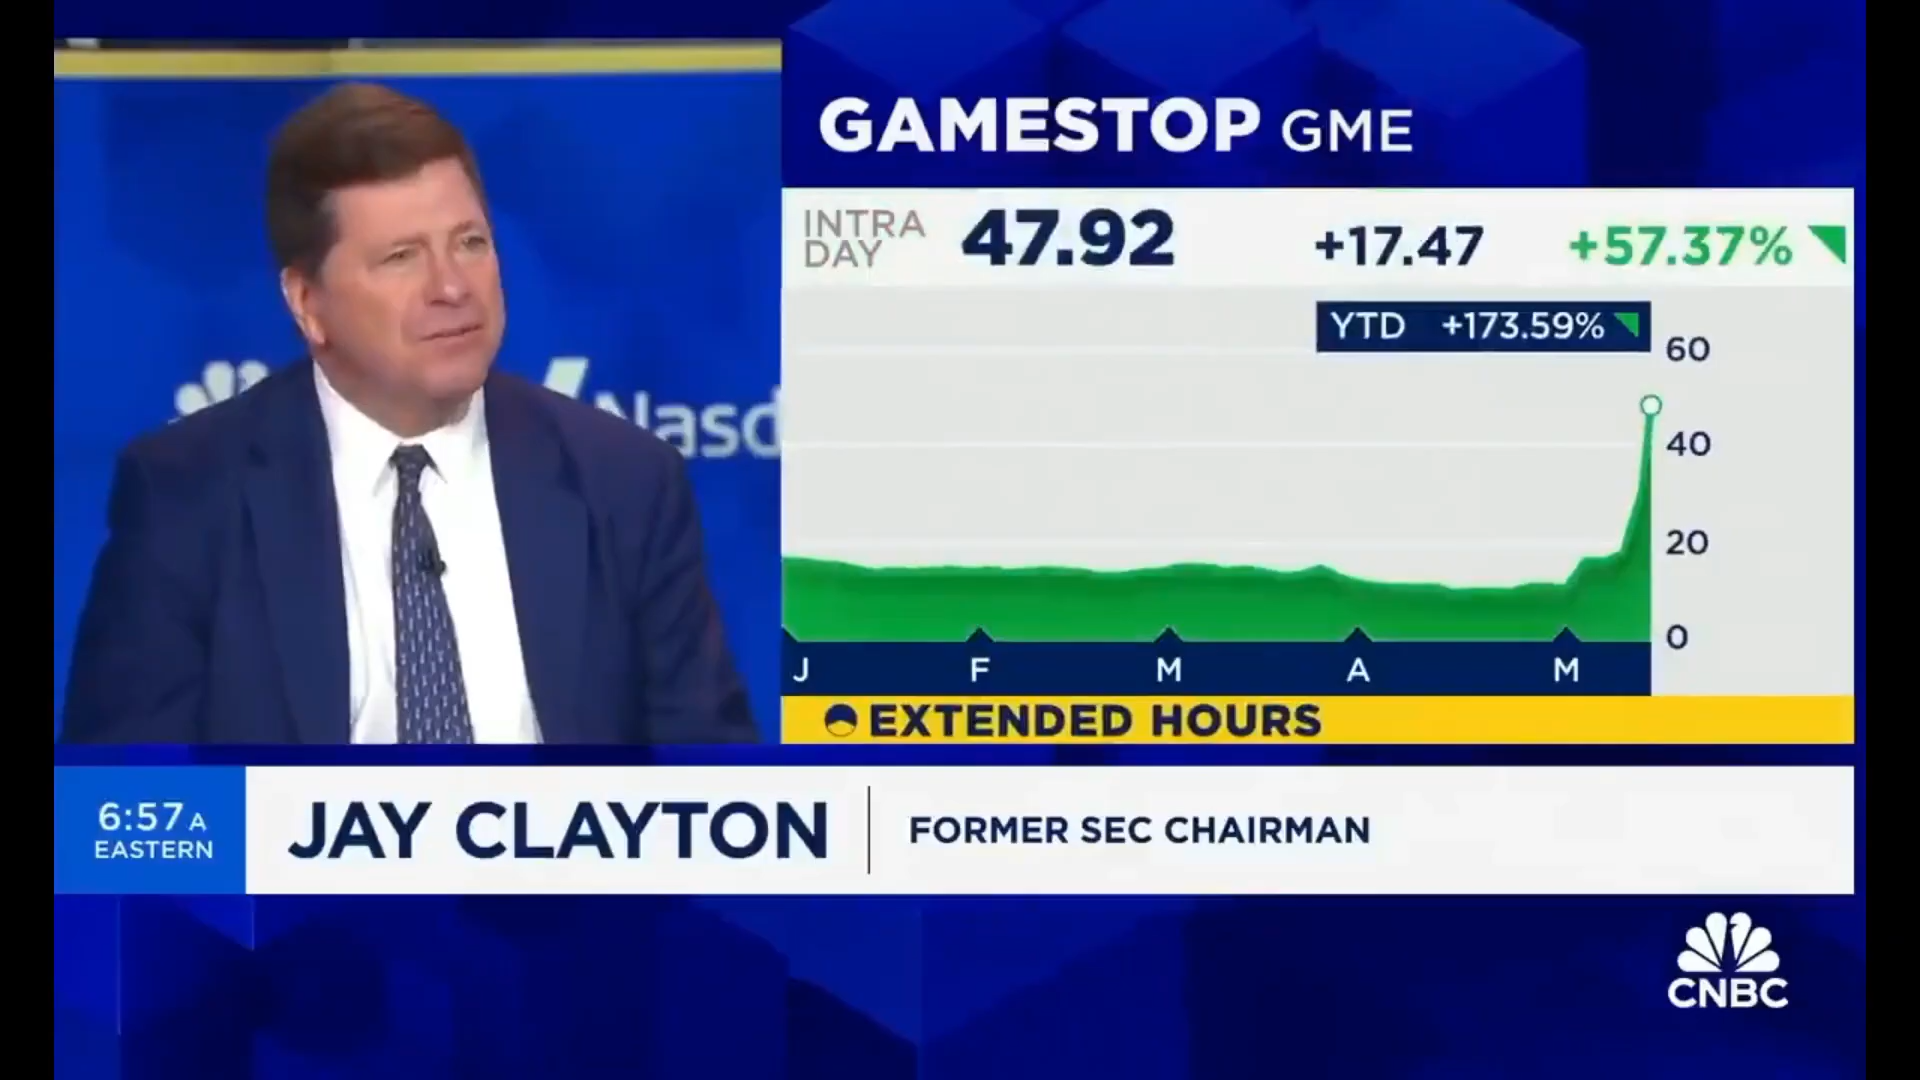 GAMESTOP GME
INTRA DAY 47.92 +17.47 +57.37%
YTD +173.59%
60
40
20
0
J F M A M
EXTENDED HOURS
Nasd
6:57 A EASTERN
JAY CLAYTON
FORMER SEC CHAIRMAN
CNBC